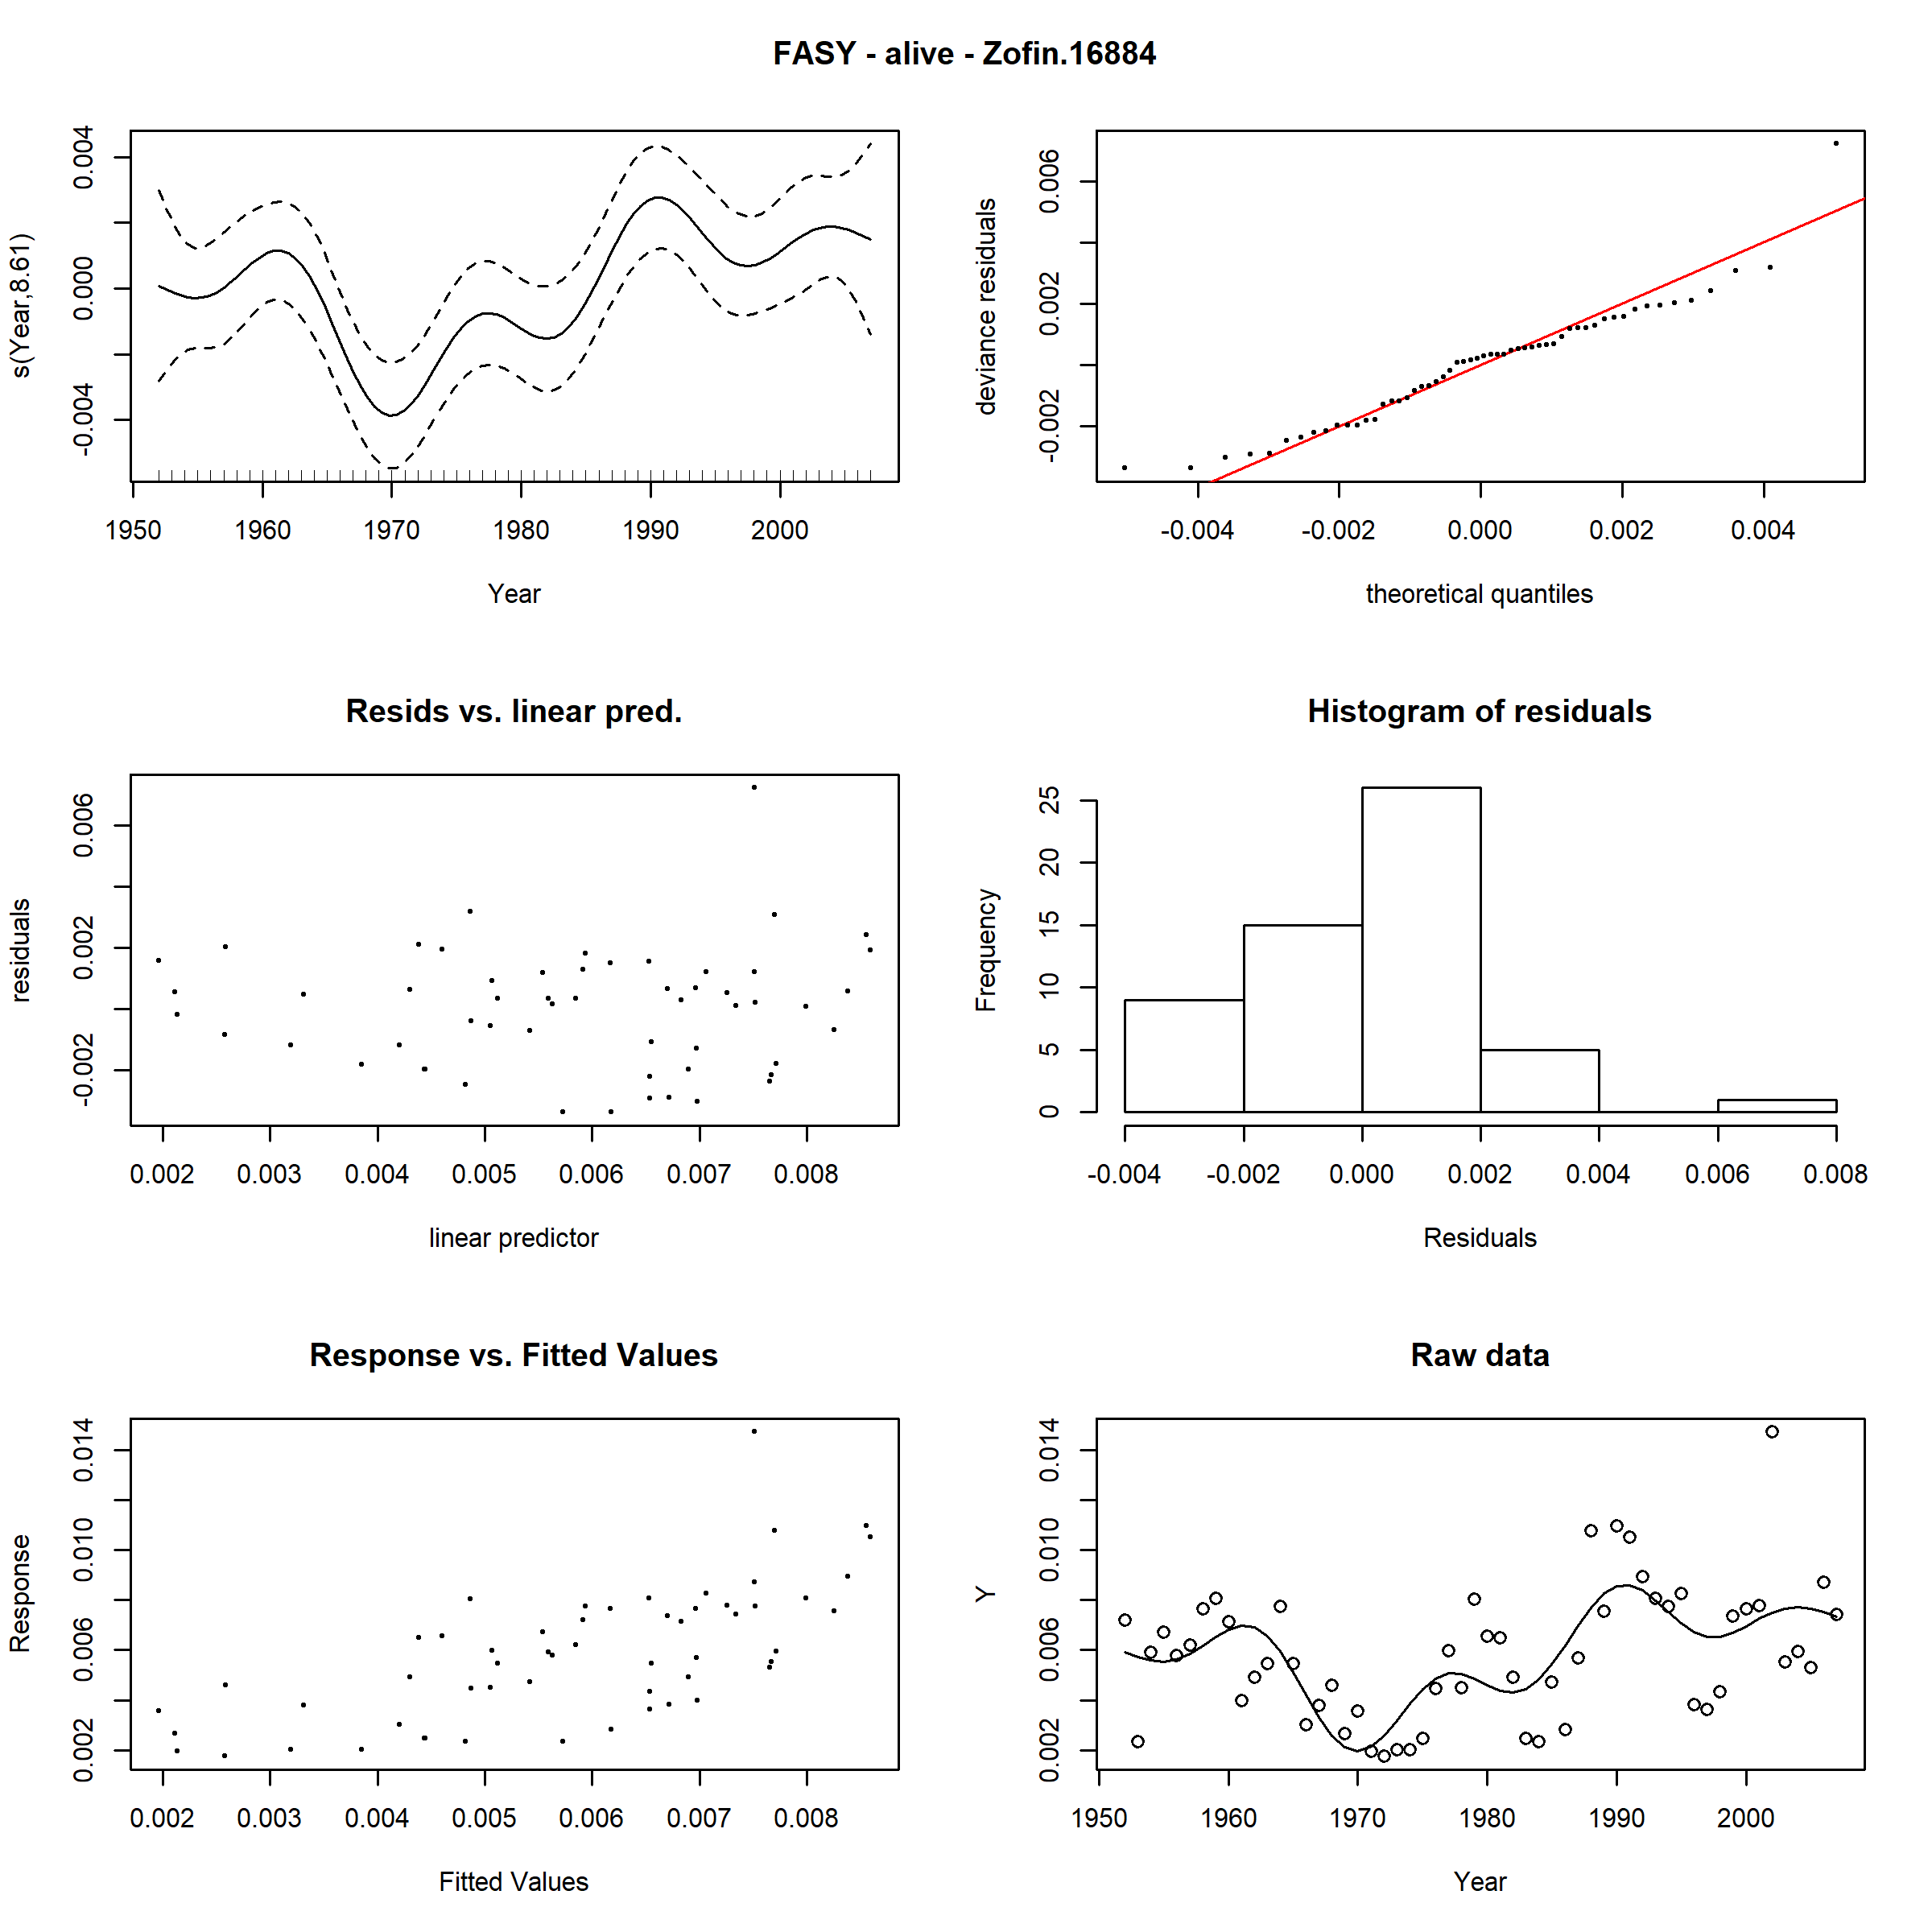 FASY - alive - Zofin.16884
s(Year,8.61)
0.004
0.000
-0.004
1950 1960 1970 1980 1990 2000
Year
deviance residuals
0.006
0.002
-0.002
-0.004 -0.002 0.000 0.002 0.004
theoretical quantiles
Resids vs. linear pred.
residuals
0.006
0.002
-0.002
0.002 0.003 0.004 0.005 0.006 0.007 0.008
linear predictor
Histogram of residuals
Frequency
25
20
15
10
5
0
-0.004 -0.002 0.000 0.002 0.004 0.006 0.008
Residuals
Response vs. Fitted Values
Response
0.014
0.010
0.006
0.002
0.002 0.003 0.004 0.005 0.006 0.007 0.008
Fitted Values
Raw data
Y
0.014
0.010
0.006
0.002
1950 1960 1970 1980 1990 2000
Year